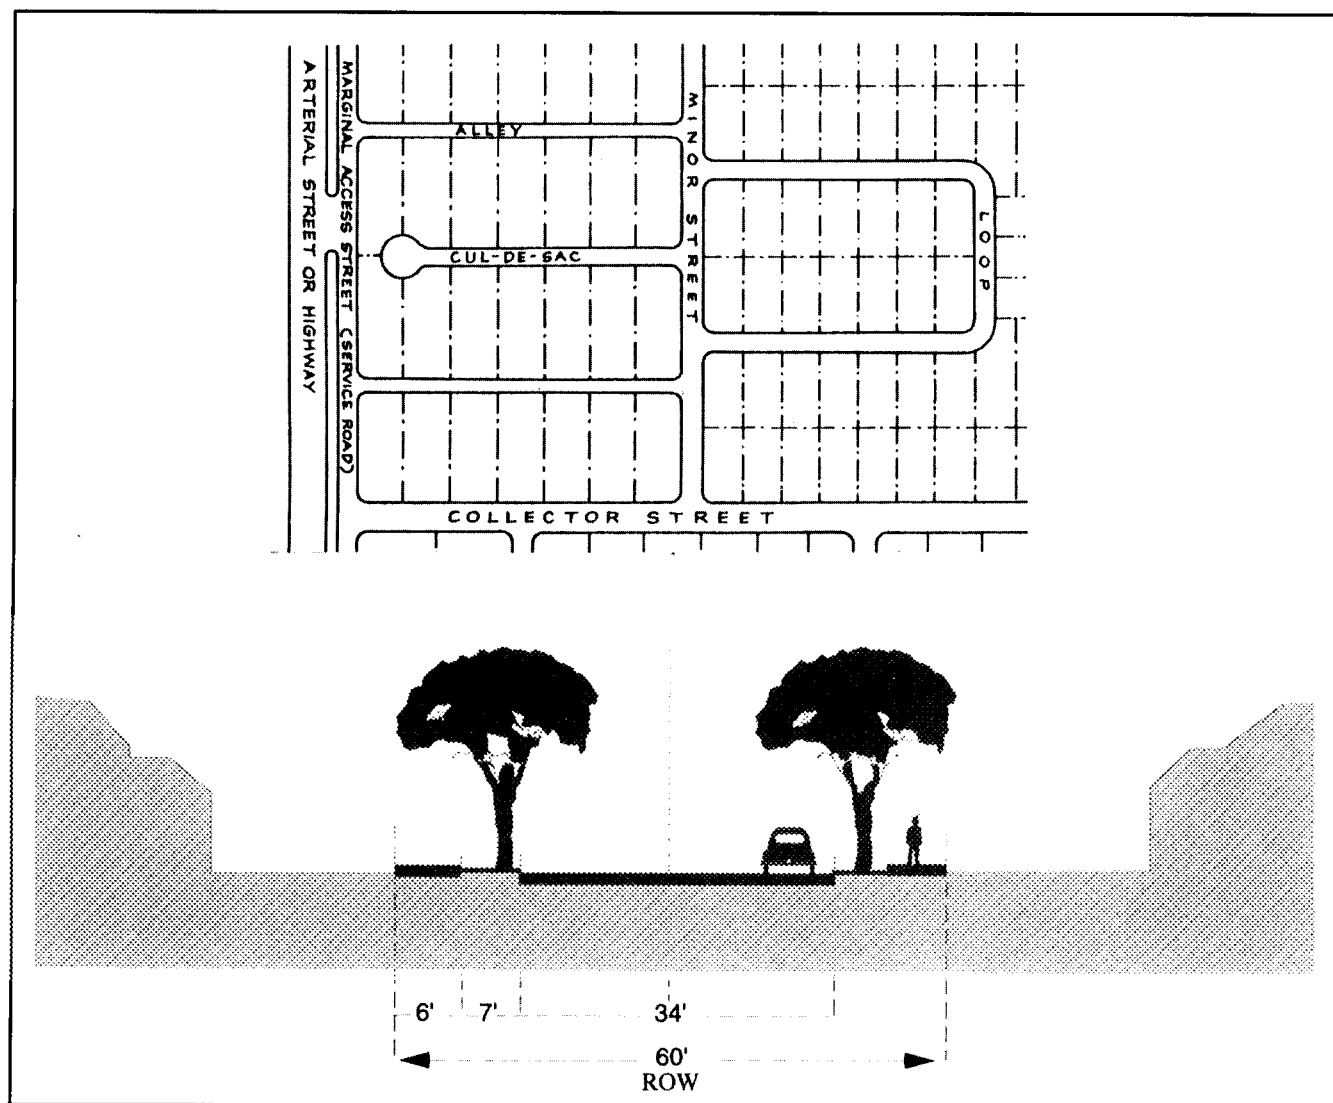 ARTERIAL STREET OR HIGHWAY
MARGINAL ACCESS STREET (SERVICE ROAD)
ALLEY
MINOR STREET
LOOP
CUL-DE-SAC
COLLECTOR STREET
6' 7' 34'
60'
ROW